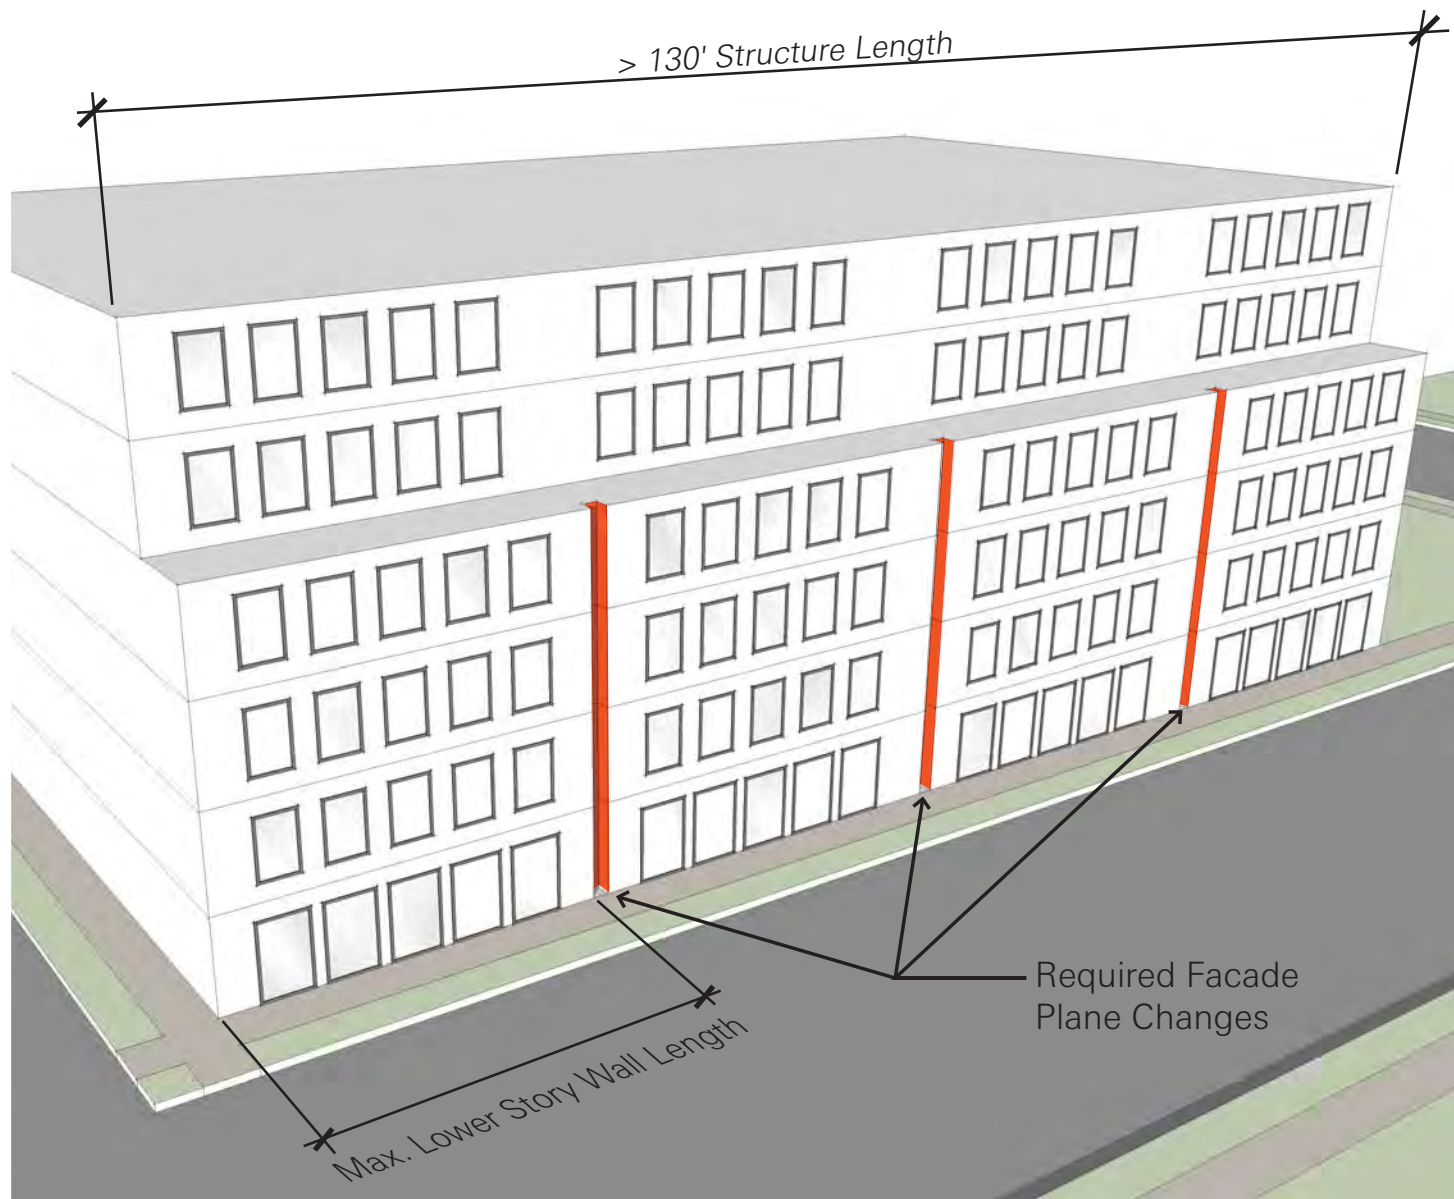 > 130' Structure Length
Required Facade
Plane Changes
Max. Lower Story Wall Length